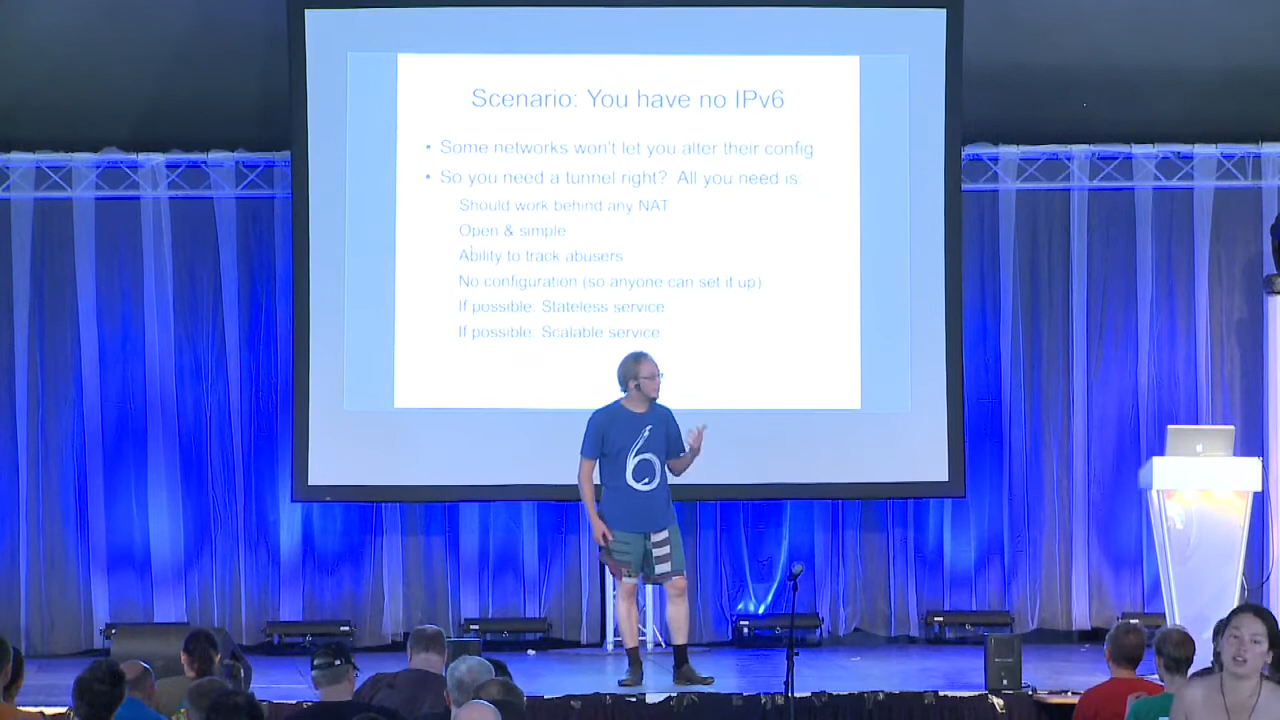 Scenario: You have no IPv6
• Some networks won't let you alter their config
• So you need a tunnel right? All you need is:
Should work behind any NAT
Open & simple
Ability to track abusers
No configuration (so anyone can set it up)
If possible: Stateless service
If possible: Scalable service
6